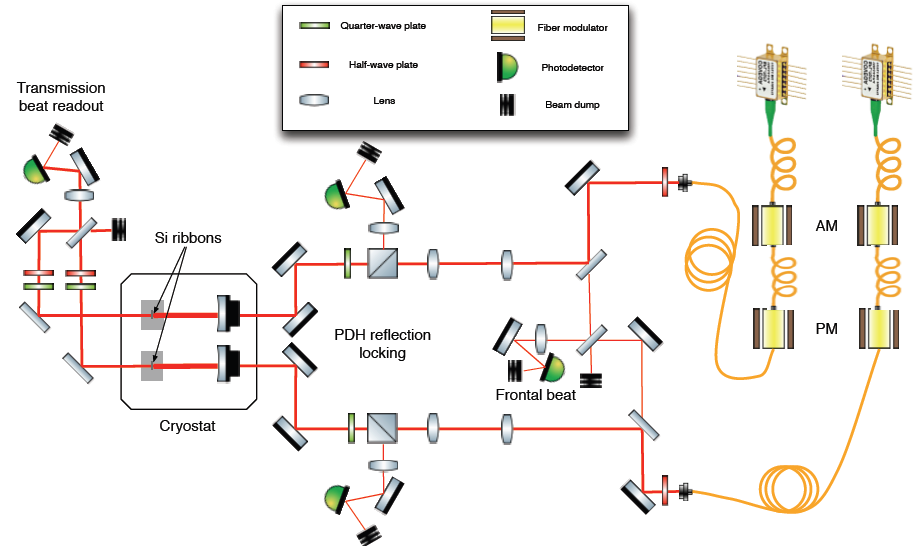 Quarter-wave plate
Fiber modulator
Half-wave plate
Photodetector
Lens
Beam dump
Transmission
beat readout
Si ribbons
AM
PDH reflection
locking
PM
Frontal beat
Cryostat